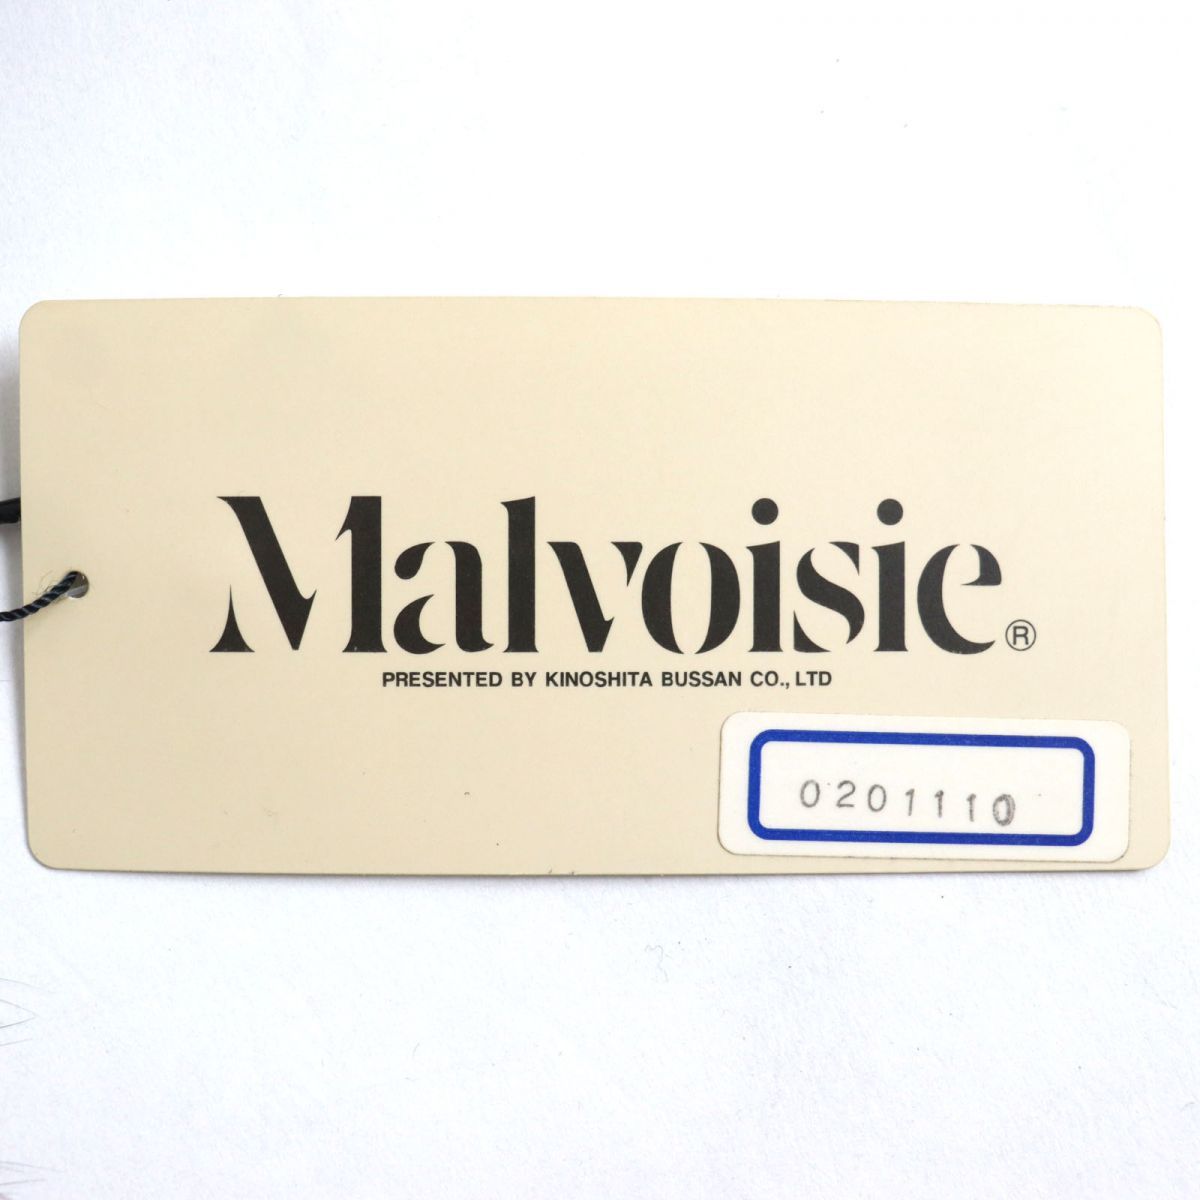 Malvoisie®
PRESENTED BY KINOSHITA BUSSAN CO., LTD
0201110